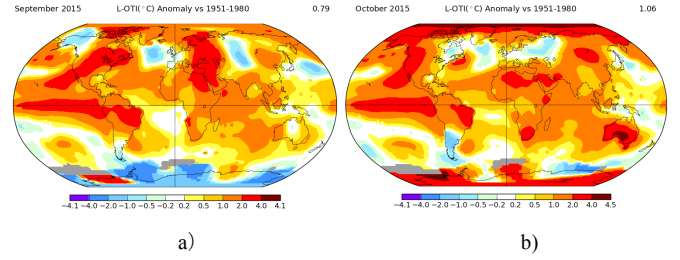 September 2015 L-OTI(°C) Anomaly vs 1951-1980 0.79
October 2015 L-OTI(°C) Anomaly vs 1951-1980 1.06
−4.1 −4.0 −2.0 −1.0 −0.5 −0.2 0.2 0.5 1.0 2.0 4.0 4.1
−4.1 −4.0 −2.0 −1.0 −0.5 −0.2 0.2 0.5 1.0 2.0 4.0 4.5
a)
b)